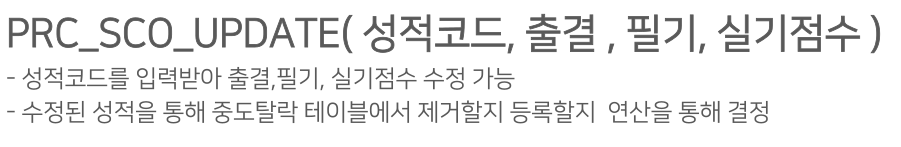 PRC_SCO_UPDATE( 성적코드, 출결 , 필기, 실기점수 )
- 성적코드를 입력받아 출결,필기, 실기점수 수정 가능
- 수정된 성적을 통해 중도탈락 테이블에서 제거할지 등록할지  연산을 통해 결정